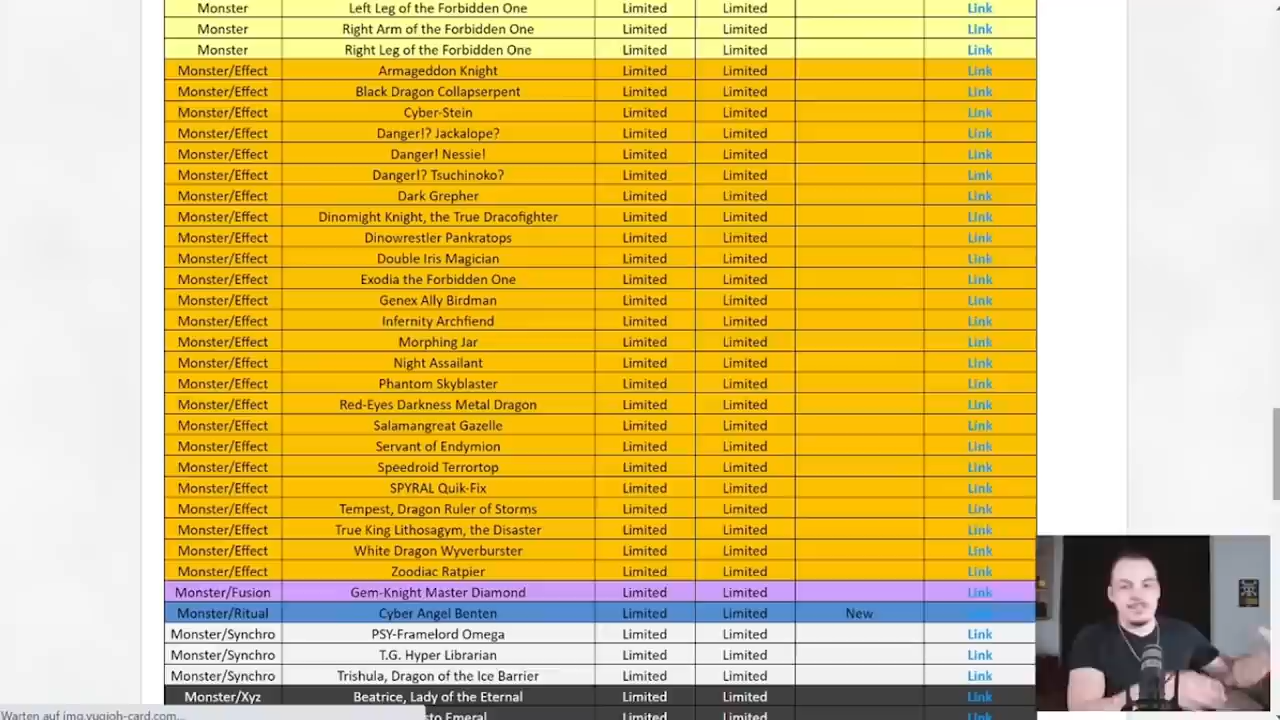 Monster Left Leg of the Forbidden One Limited Limited Link
Monster Right Arm of the Forbidden One Limited Limited Link
Monster Right Leg of the Forbidden One Limited Limited Link
Monster/Effect Armageddon Knight Limited Limited Link
Monster/Effect Black Dragon Collapserpent Limited Limited Link
Monster/Effect Cyber-Stein Limited Limited Link
Monster/Effect Danger!? Jackalope? Limited Limited Link
Monster/Effect Danger! Nessie! Limited Limited Link
Monster/Effect Danger!? Tsuchinoko? Limited Limited Link
Monster/Effect Dark Grepher Limited Limited Link
Monster/Effect Dinomight Knight, the True Dracofighter Limited Limited Link
Monster/Effect Dinowrestler Pankratops Limited Limited Link
Monster/Effect Double Iris Magician Limited Limited Link
Monster/Effect Exodia the Forbidden One Limited Limited Link
Monster/Effect Genex Ally Birdman Limited Limited Link
Monster/Effect Infernity Archfiend Limited Limited Link
Monster/Effect Morphing Jar Limited Limited Link
Monster/Effect Night Assailant Limited Limited Link
Monster/Effect Phantom Skyblaster Limited Limited Link
Monster/Effect Red-Eyes Darkness Metal Dragon Limited Limited Link
Monster/Effect Salamangreat Gazelle Limited Limited Link
Monster/Effect Servant of Endymion Limited Limited Link
Monster/Effect Speedroid Terrortop Limited Limited Link
Monster/Effect SPYRAL Quik-Fix Limited Limited Link
Monster/Effect Tempest, Dragon Ruler of Storms Limited Limited Link
Monster/Effect True King Lithosagym, the Disaster Limited Limited Link
Monster/Effect White Dragon Wyverburster Limited Limited Link
Monster/Effect Zoodiac Ratpier Limited Limited Link
Monster/Fusion Gem-Knight Master Diamond Limited Limited Link
Monster/Ritual Cyber Angel Benten Limited Limited New
Monster/Synchro PSY-Framelord Omega Limited Limited Link
Monster/Synchro T.G. Hyper Librarian Limited Limited Link
Monster/Synchro Trishula, Dragon of the Ice Barrier Limited Limited Link
Monster/Xyz Beatrice, Lady of the Eternal Limited Limited Link
Warten auf img.yugioh-card.com...